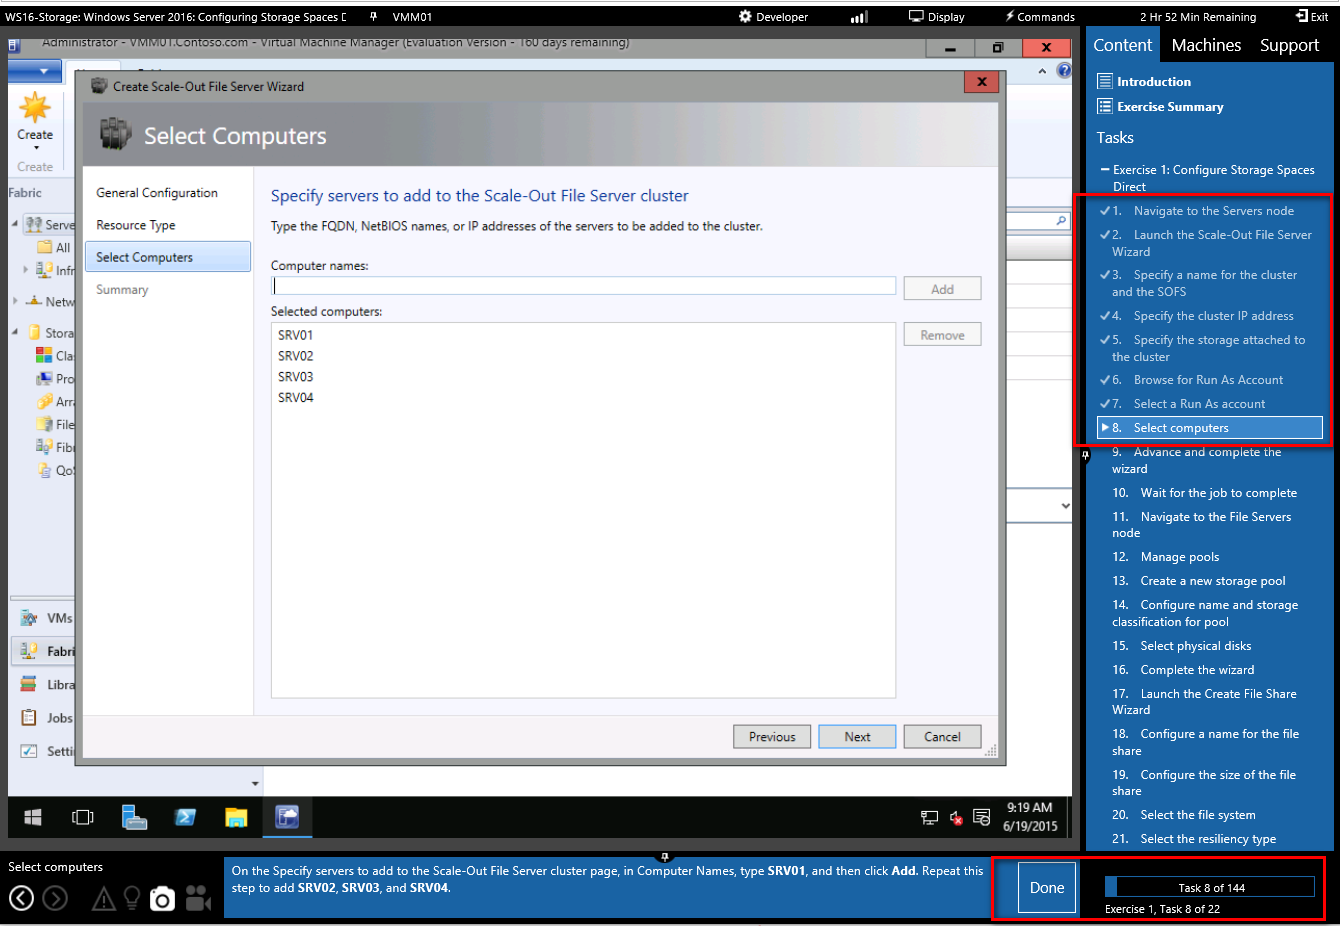 WS16-Storage: Windows Server 2016: Configuring Storage Spaces D
VMM01
Developer
Display
Commands
2 Hr 52 Min Remaining
Exit
Administrator - VMM01.Contoso.com - Virtual Machine Manager (Evaluation Version - 160 days remaining)
Create
Create
Fabric
Serve
All
Infr
Netw
Stora
Cla
Pro
Arra
File
Fibr
QoS
VMs
Fabri
Libra
Jobs
Setti
Create Scale-Out File Server Wizard
Select Computers
General Configuration
Resource Type
Select Computers
Summary
Specify servers to add to the Scale-Out File Server cluster
Type the FQDN, NetBIOS names, or IP addresses of the servers to be added to the cluster.
Computer names:
Add
Selected computers:
Remove
SRV01
SRV02
SRV03
SRV04
Previous
Next
Cancel
9:19 AM
6/19/2015
Content
Machines
Support
Introduction
Exercise Summary
Tasks
Exercise 1: Configure Storage Spaces
Direct
1. Navigate to the Servers node
2. Launch the Scale-Out File Server
Wizard
3. Specify a name for the cluster
and the SOFS
4. Specify the cluster IP address
5. Specify the storage attached to
the cluster
6. Browse for Run As Account
7. Select a Run As account
8. Select computers
9. Advance and complete the
wizard
10. Wait for the job to complete
11. Navigate to the File Servers
node
12. Manage pools
13. Create a new storage pool
14. Configure name and storage
classification for pool
15. Select physical disks
16. Complete the wizard
17. Launch the Create File Share
Wizard
18. Configure a name for the file
share
19. Configure the size of the file
share
20. Select the file system
21. Select the resiliency type
Select computers
On the Specify servers to add to the Scale-Out File Server cluster page, in Computer Names, type SRV01, and then click Add. Repeat this
step to add SRV02, SRV03, and SRV04.
Done
Task 8 of 144
Exercise 1, Task 8 of 22